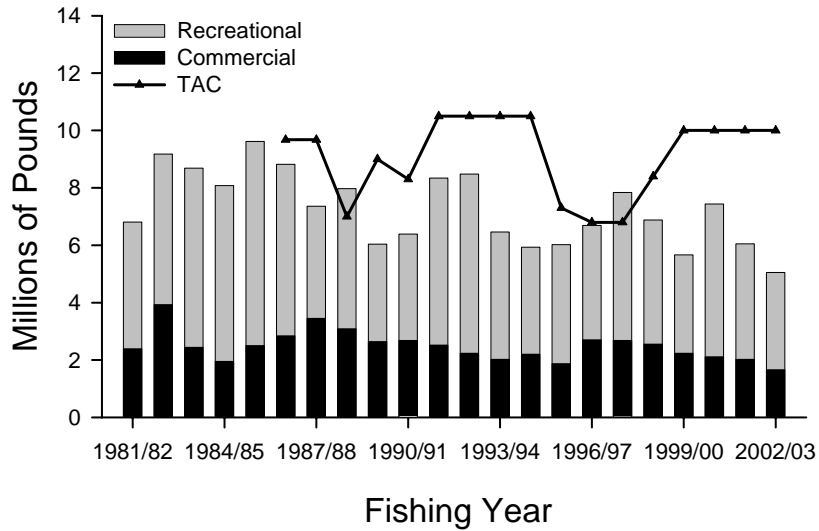 Millions of Pounds
14
12
10
8
6
4
2
0
Recreational
Commercial
TAC
1981/82 1984/85 1987/88 1990/91 1993/94 1996/97 1999/00 2002/03
Fishing Year